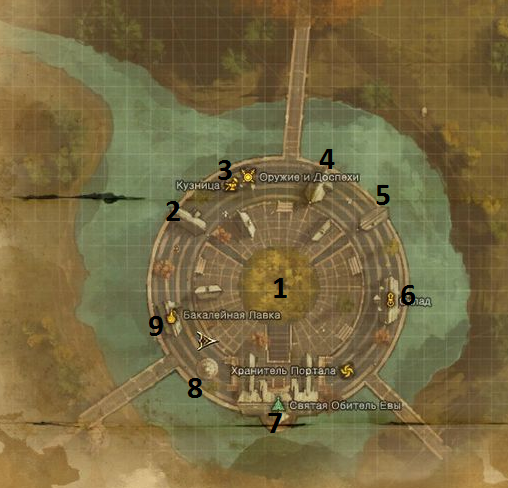 4
3
Оружие и Доспехи
Кузница
5
2
1
6
Склад
Бакалейная Лавка
9
Хранитель Портала
8
Святая Обитель Евы
7